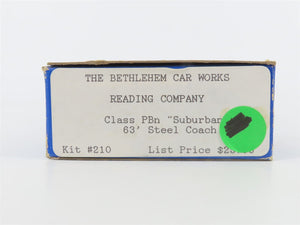 THE BETHLEHEM CAR WORKS
READING COMPANY
Class PBn "Suburban
63' Steel Coach
Kit #210 List Price